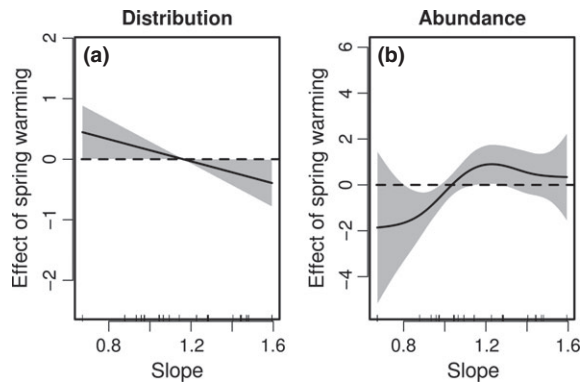 Distribution
Abundance
(a)
(b)
Effect of spring warming
2
1
0
−1
−2
0.8
1.2
1.6
Slope
Effect of spring warming
6
4
2
0
−2
−4
0.8
1.2
1.6
Slope